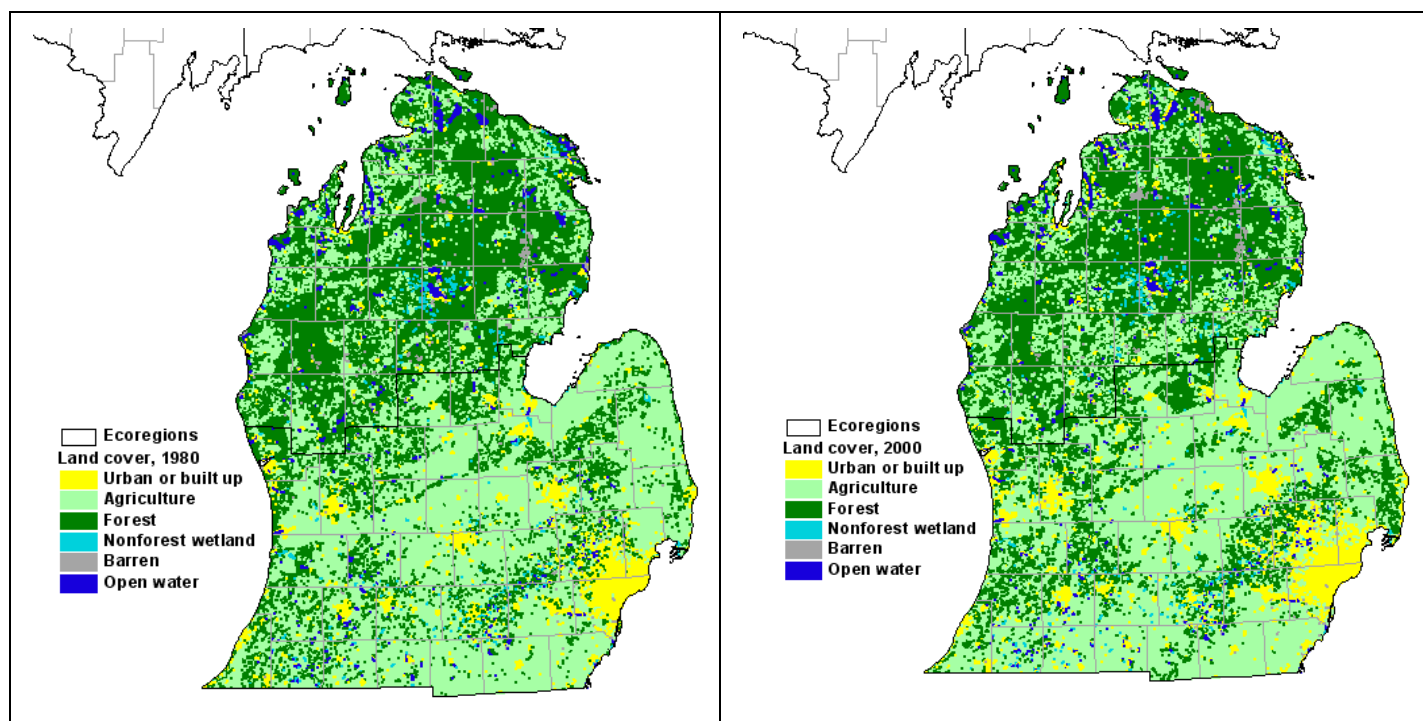 Ecoregions
Land cover, 1980
Urban or built up
Agriculture
Forest
Nonforest wetland
Barren
Open water
Ecoregions
Land cover, 2000
Urban or built up
Agriculture
Forest
Nonforest wetland
Barren
Open water